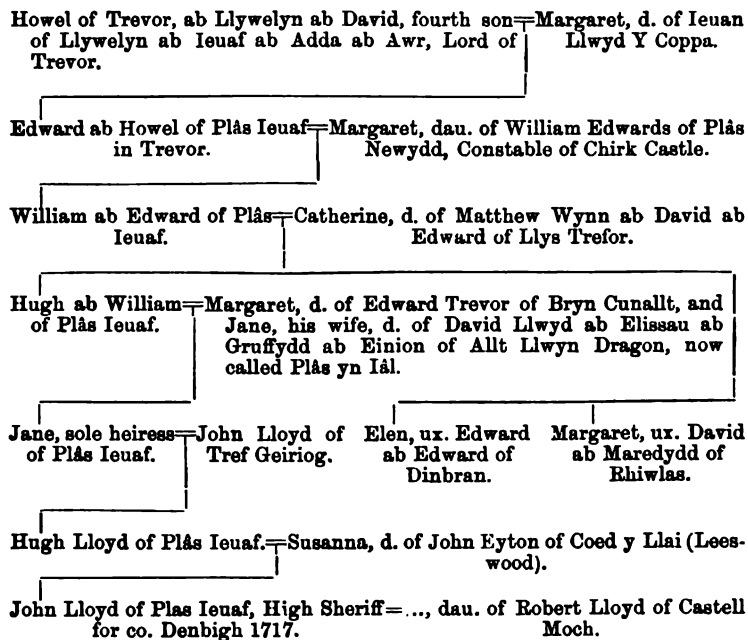 Howel of Trevor, ab Llywelyn ab David, fourth son=Margaret, d. of Ieuan
of Llywelyn ab Ieuaf ab Adda ab Awr, Lord of Llwyd Y Coppa.
Trevor.
Edward ab Howel of Plâs Ieuaf=Margaret, dau. of William Edwards of Plâs
in Trevor. Newydd, Constable of Chirk Castle.
William ab Edward of Plâs=Catherine, d. of Matthew Wynn ab David ab
Ieuaf. Edward of Llys Trefor.
Hugh ab William=Margaret, d. of Edward Trevor of Bryn Cunallt, and
of Plâs Ieuaf. Jane, his wife, d. of David Llwyd ab Elissau ab
Gruffydd ab Einion of Allt Llwyn Dragon, now
called Plâs yn Iâl.
Jane, sole heiress=John Lloyd of Elen, ux. Edward Margaret, ux. David
of Plâs Ieuaf. Tref Geiriog. ab Edward of ab Maredydd of
Dinbran. Rhiwlas.
Hugh Lloyd of Plâs Ieuaf.=Susanna, d. of John Eyton of Coed y Llai (Lees-
wood).
John Lloyd of Plas Ieuaf, High Sheriff=..., dau. of Robert Lloyd of Castell
for co. Denbigh 1717. Moch.